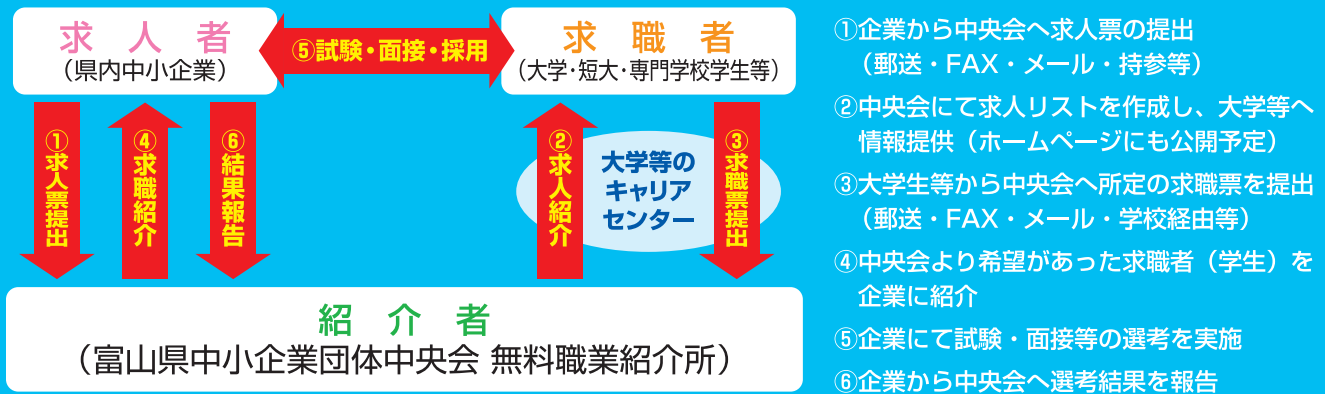 求人者
（県内中小企業）
⑤試験・面接・採用
求職者
（大学・短大・専門学校学生等）
①求人票提出
④求職紹介
⑥結果報告
②求人紹介
大学等の
キャリア
センター
③求職票提出
紹介者
（富山県中小企業団体中央会 無料職業紹介所）
①企業から中央会へ求人票の提出
（郵送・FAX・メール・持参等）
②中央会にて求人リストを作成し、大学等へ
情報提供（ホームページにも公開予定）
③大学生等から中央会へ所定の求職票を提出
（郵送・FAX・メール・学校経由等）
④中央会より希望があった求職者（学生）を
企業に紹介
⑤企業にて試験・面接等の選考を実施
⑥企業から中央会へ選考結果を報告